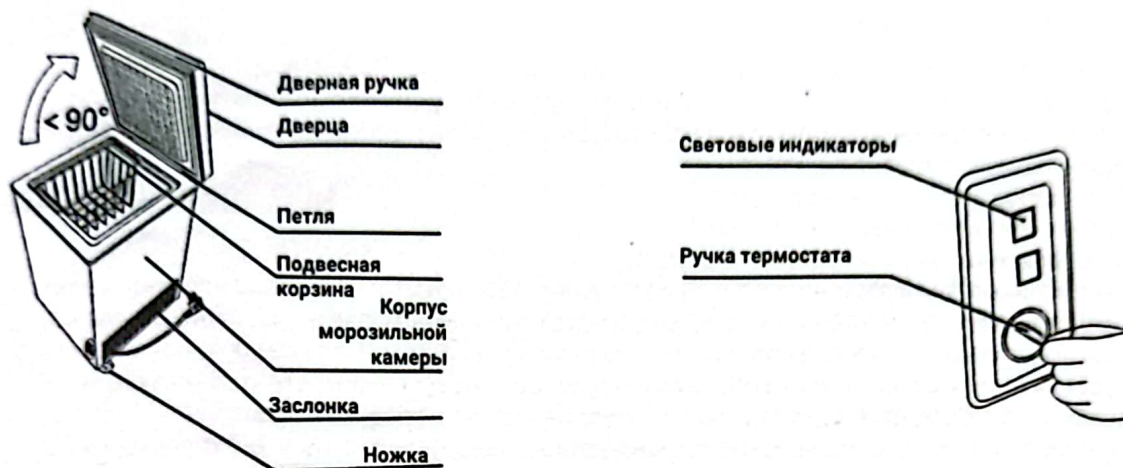 Дверная ручка
< 90°
Дверца
Петля
Подвесная
корзина
Корпус
морозильной
камеры
Заслонка
Ножка
Световые индикаторы
Ручка термостата